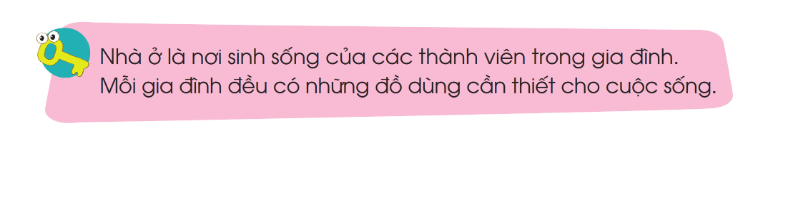 Nhà ở là nơi sinh sống của các thành viên trong gia đình.
Mỗi gia đình đều có những đồ dùng cần thiết cho cuộc sống.